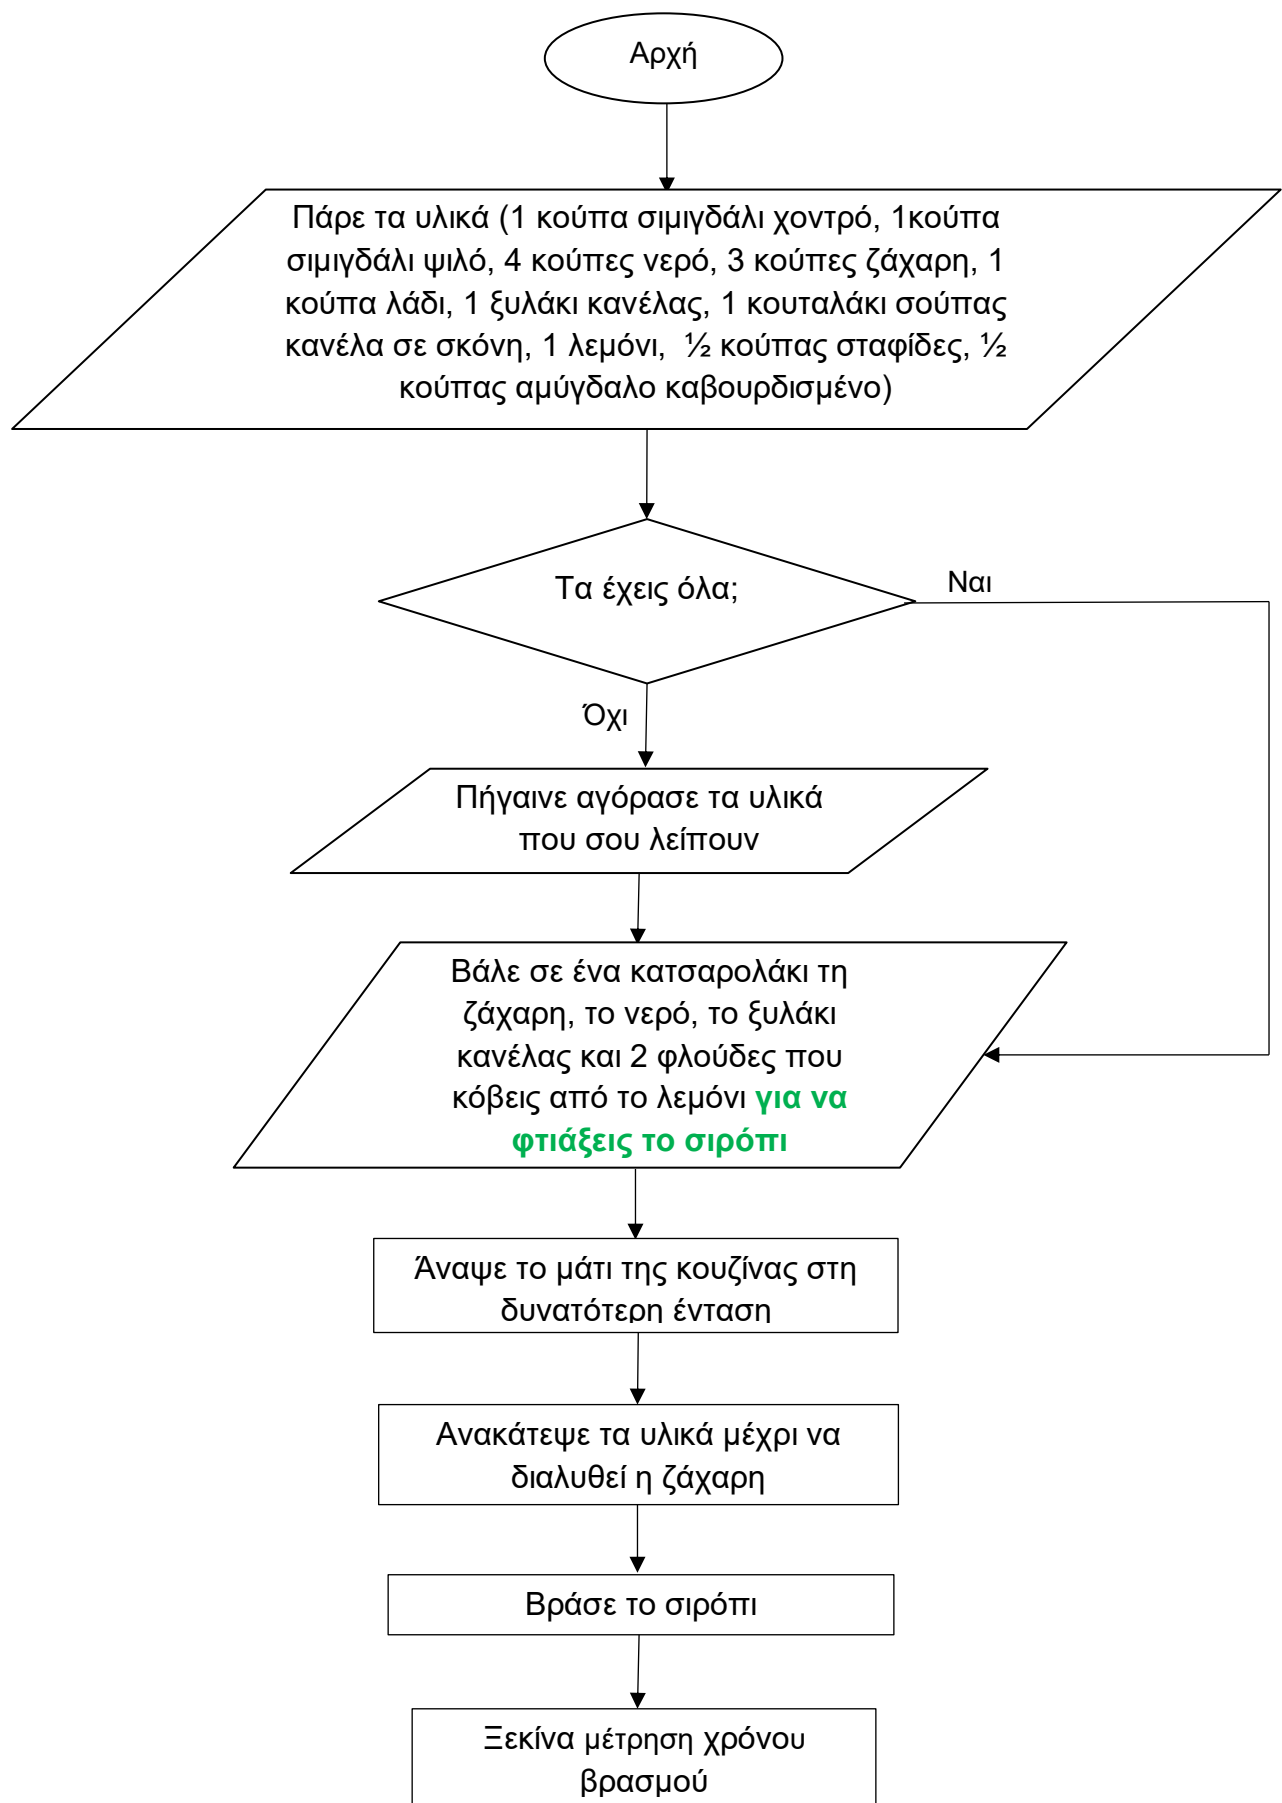 Αρχή
Πάρε τα υλικά (1 κούπα σιμιγδάλι χοντρό, 1κούπα
σιμιγδάλι ψιλό, 4 κούπες νερό, 3 κούπες ζάχαρη, 1
κούπα λάδι, 1 ξυλάκι κανέλας, 1 κουταλάκι σούπας
κανέλα σε σκόνη, 1 λεμόνι, ½ κούπας σταφίδες, ½
κούπας αμύγδαλο καβουρδισμένο)
Τα έχεις όλα;
Ναι
Όχι
Πήγαινε αγόρασε τα υλικά
που σου λείπουν
Βάλε σε ένα κατσαρολάκι τη
ζάχαρη, το νερό, το ξυλάκι
κανέλας και 2 φλούδες που
κόβεις από το λεμόνι για να
φτιάξεις το σιρόπι
Άναψε το μάτι της κουζίνας στη
δυνατότερη ένταση
Ανακάτεψε τα υλικά μέχρι να
διαλυθεί η ζάχαρη
Βράσε το σιρόπι
Ξεκίνα μέτρηση χρόνου
βρασμού